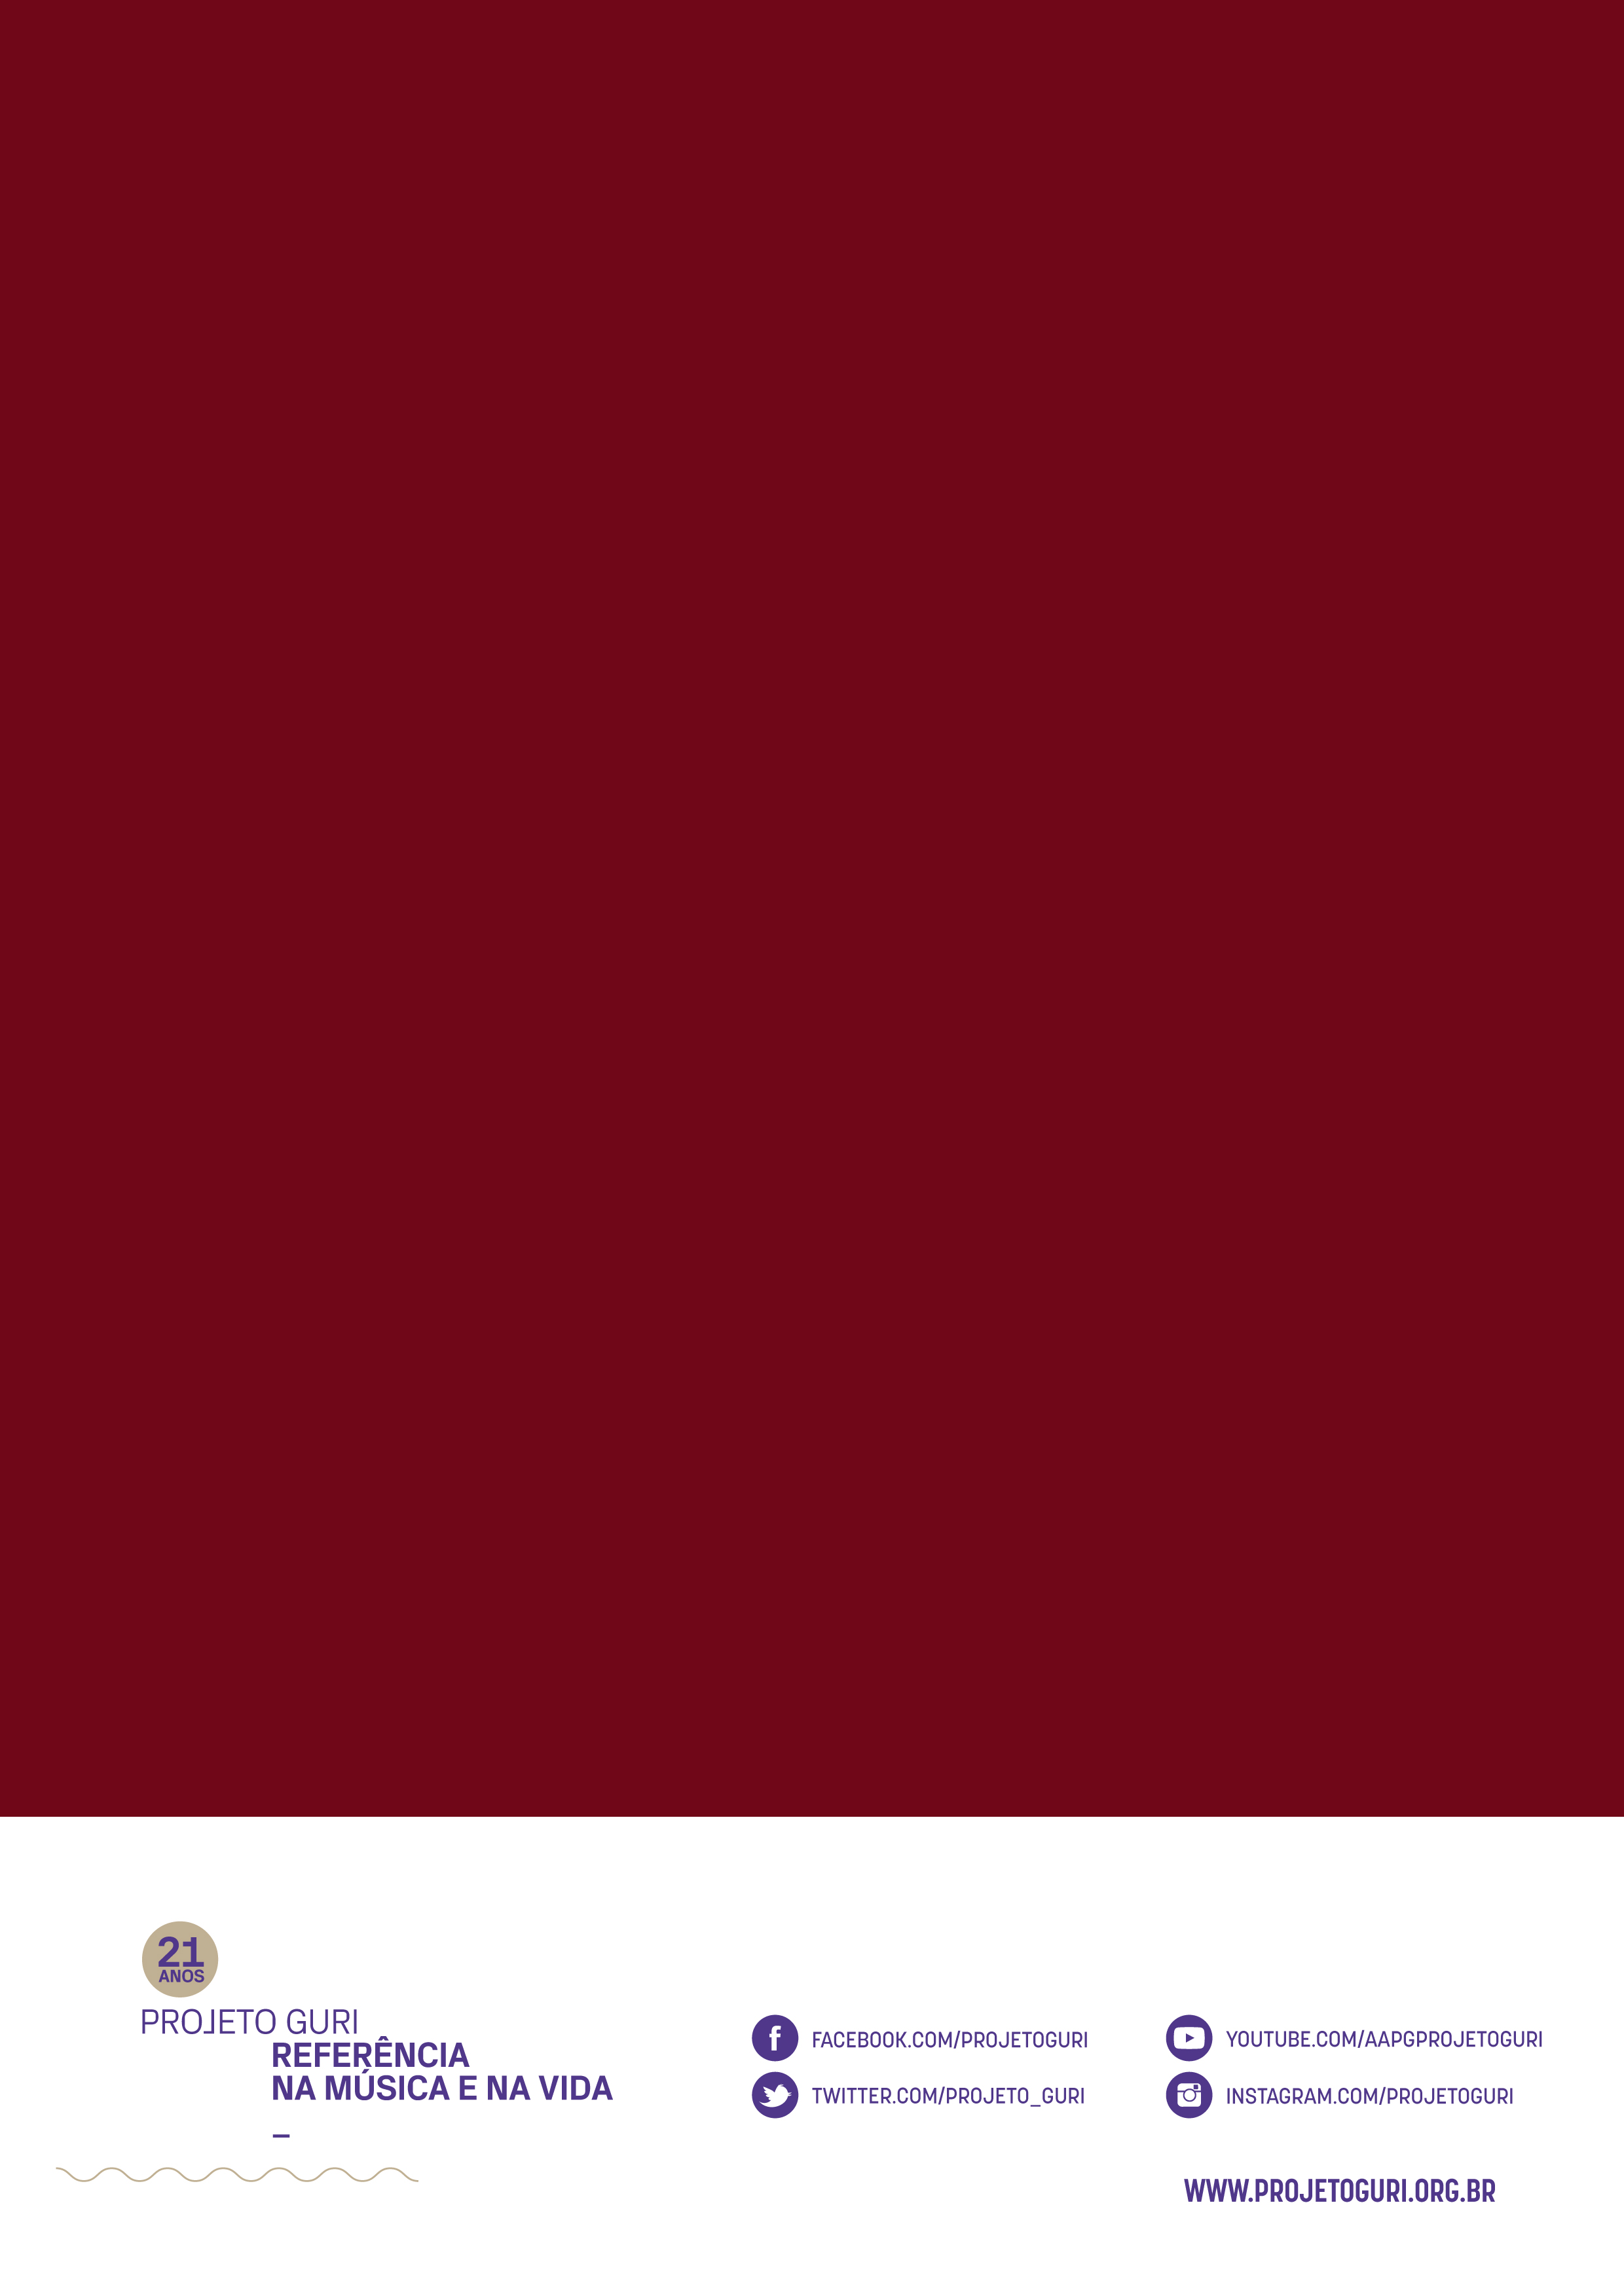 21
ANOS
PROJETO GURI
REFERÊNCIA
NA MÚSICA E NA VIDA
–
FACEBOOK.COM/PROJETOGURI
TWITTER.COM/PROJETO_GURI
YOUTUBE.COM/AAPGPROJETOGURI
INSTAGRAM.COM/PROJETOGURI
WWW.PROJETOGURI.ORG.BR